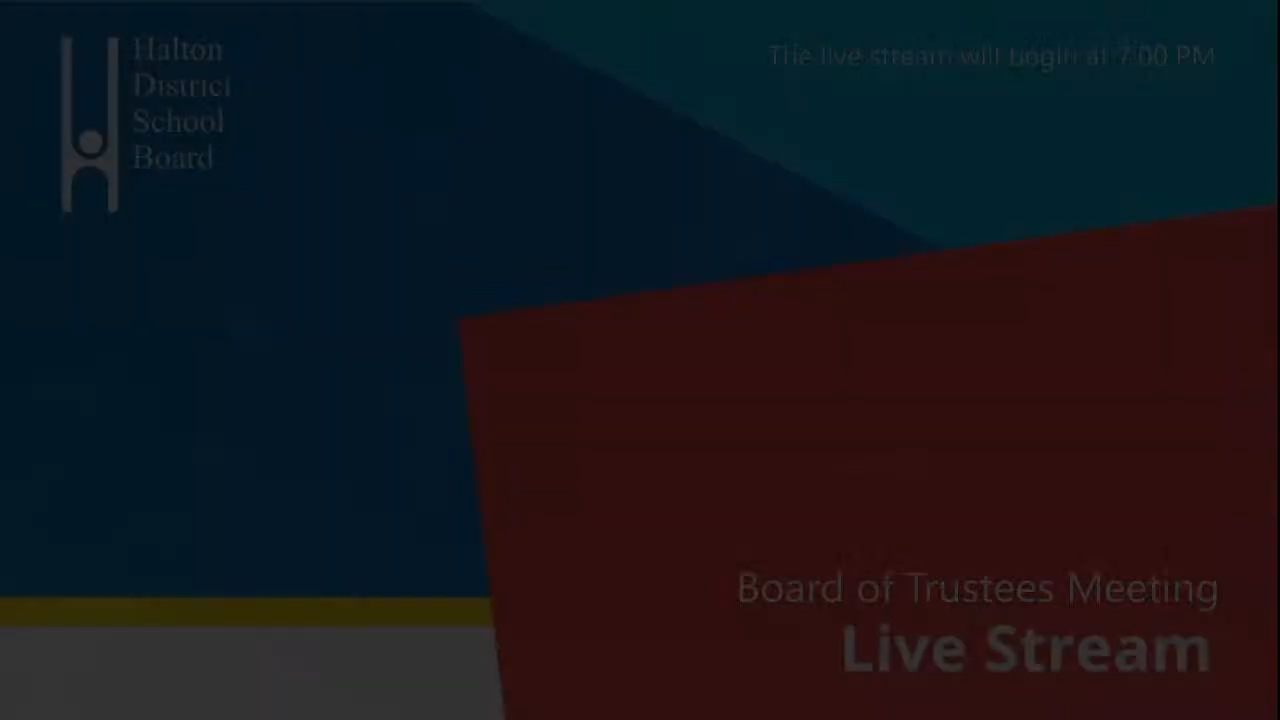 Halton
District
School
Board
The live stream will begin at 7:00 PM
Board of Trustees Meeting
Live Stream